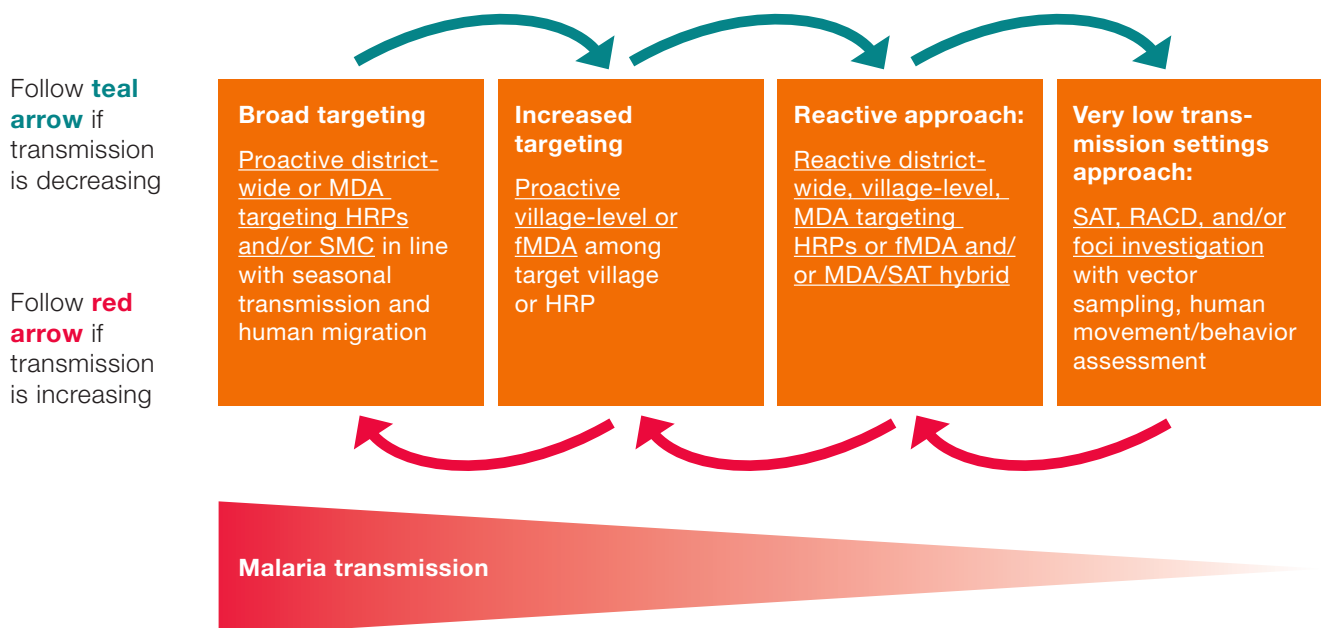 Follow teal
arrow if
transmission
is decreasing
Follow red
arrow if
transmission
is increasing
Broad targeting
Proactive district-
wide or MDA
targeting HRPs
and/or SMC in line
with seasonal
transmission and
human migration
Increased
targeting
Proactive
village-level or
fMDA among
target village
or HRP
Reactive approach:
Reactive district-
wide, village-level,
MDA targeting
HRPs or fMDA and/
or MDA/SAT hybrid
Very low trans-
mission settings
approach:
SAT, RACD, and/or
foci investigation
with vector
sampling, human
movement/behavior
assessment
Malaria transmission